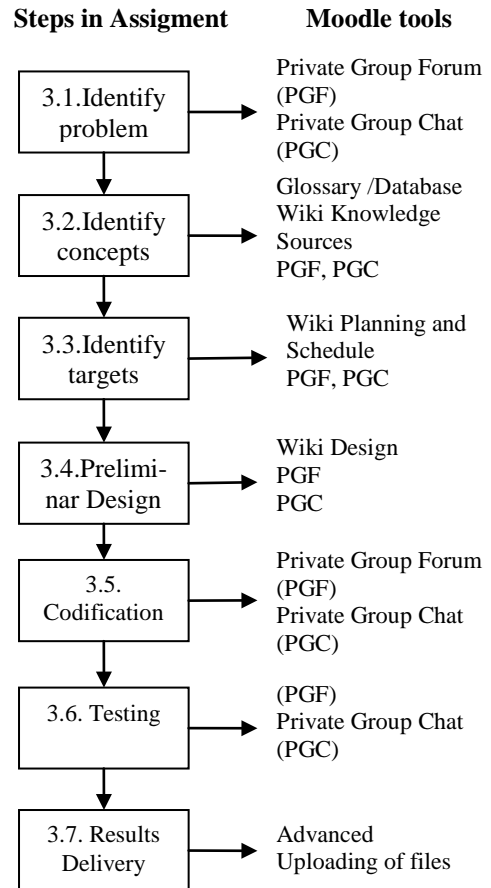 Steps in Assigment
Moodle tools
3.1.Identify
problem
Private Group Forum
(PGF)
Private Group Chat
(PGC)
3.2.Identify
concepts
Glossary /Database
Wiki Knowledge
Sources
PGF, PGC
3.3.Identify
targets
Wiki Planning and
Schedule
PGF, PGC
3.4.Prelimi-
nar Design
Wiki Design
PGF
PGC
3.5.
Codification
Private Group Forum
(PGF)
Private Group Chat
(PGC)
3.6. Testing
(PGF)
Private Group Chat
(PGC)
3.7. Results
Delivery
Advanced
Uploading of files